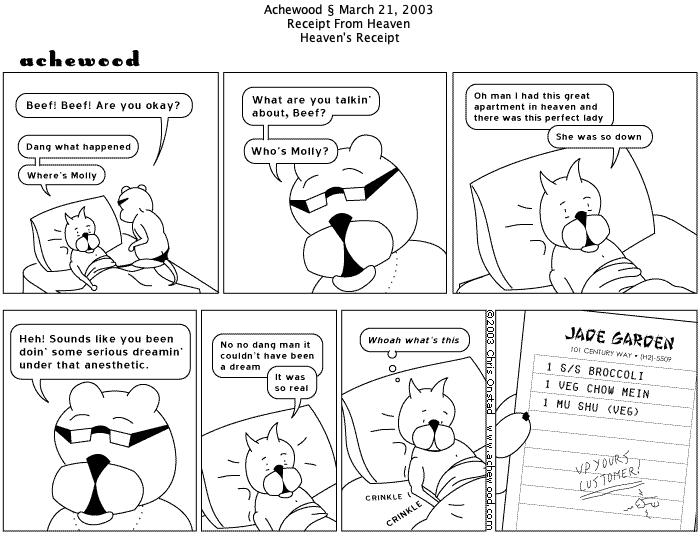 Achewood § March 21, 2003
Receipt From Heaven
Heaven's Receipt
achewood
Beef! Beef! Are you okay?
Dang what happened
Where's Molly
What are you talkin'
about, Beef?
Who's Molly?
Oh man I had this great
apartment in heaven and
there was this perfect lady
She was so down
Heh! Sounds like you been
doin' some serious dreamin'
under that anesthetic.
No no dang man it
couldn't have been
a dream
It was
so real
Whoah what's this
CRINKLE
CRINKLE
©2003 Chris Onstad www.achewood.com
JADE GARDEN
101 CENTURY WAY • (H2)-5509
1 S/S BROCCOLI
1 VEG CHOW MEIN
1 MU SHU (VEG)
UP YOURS
CUSTOMER!